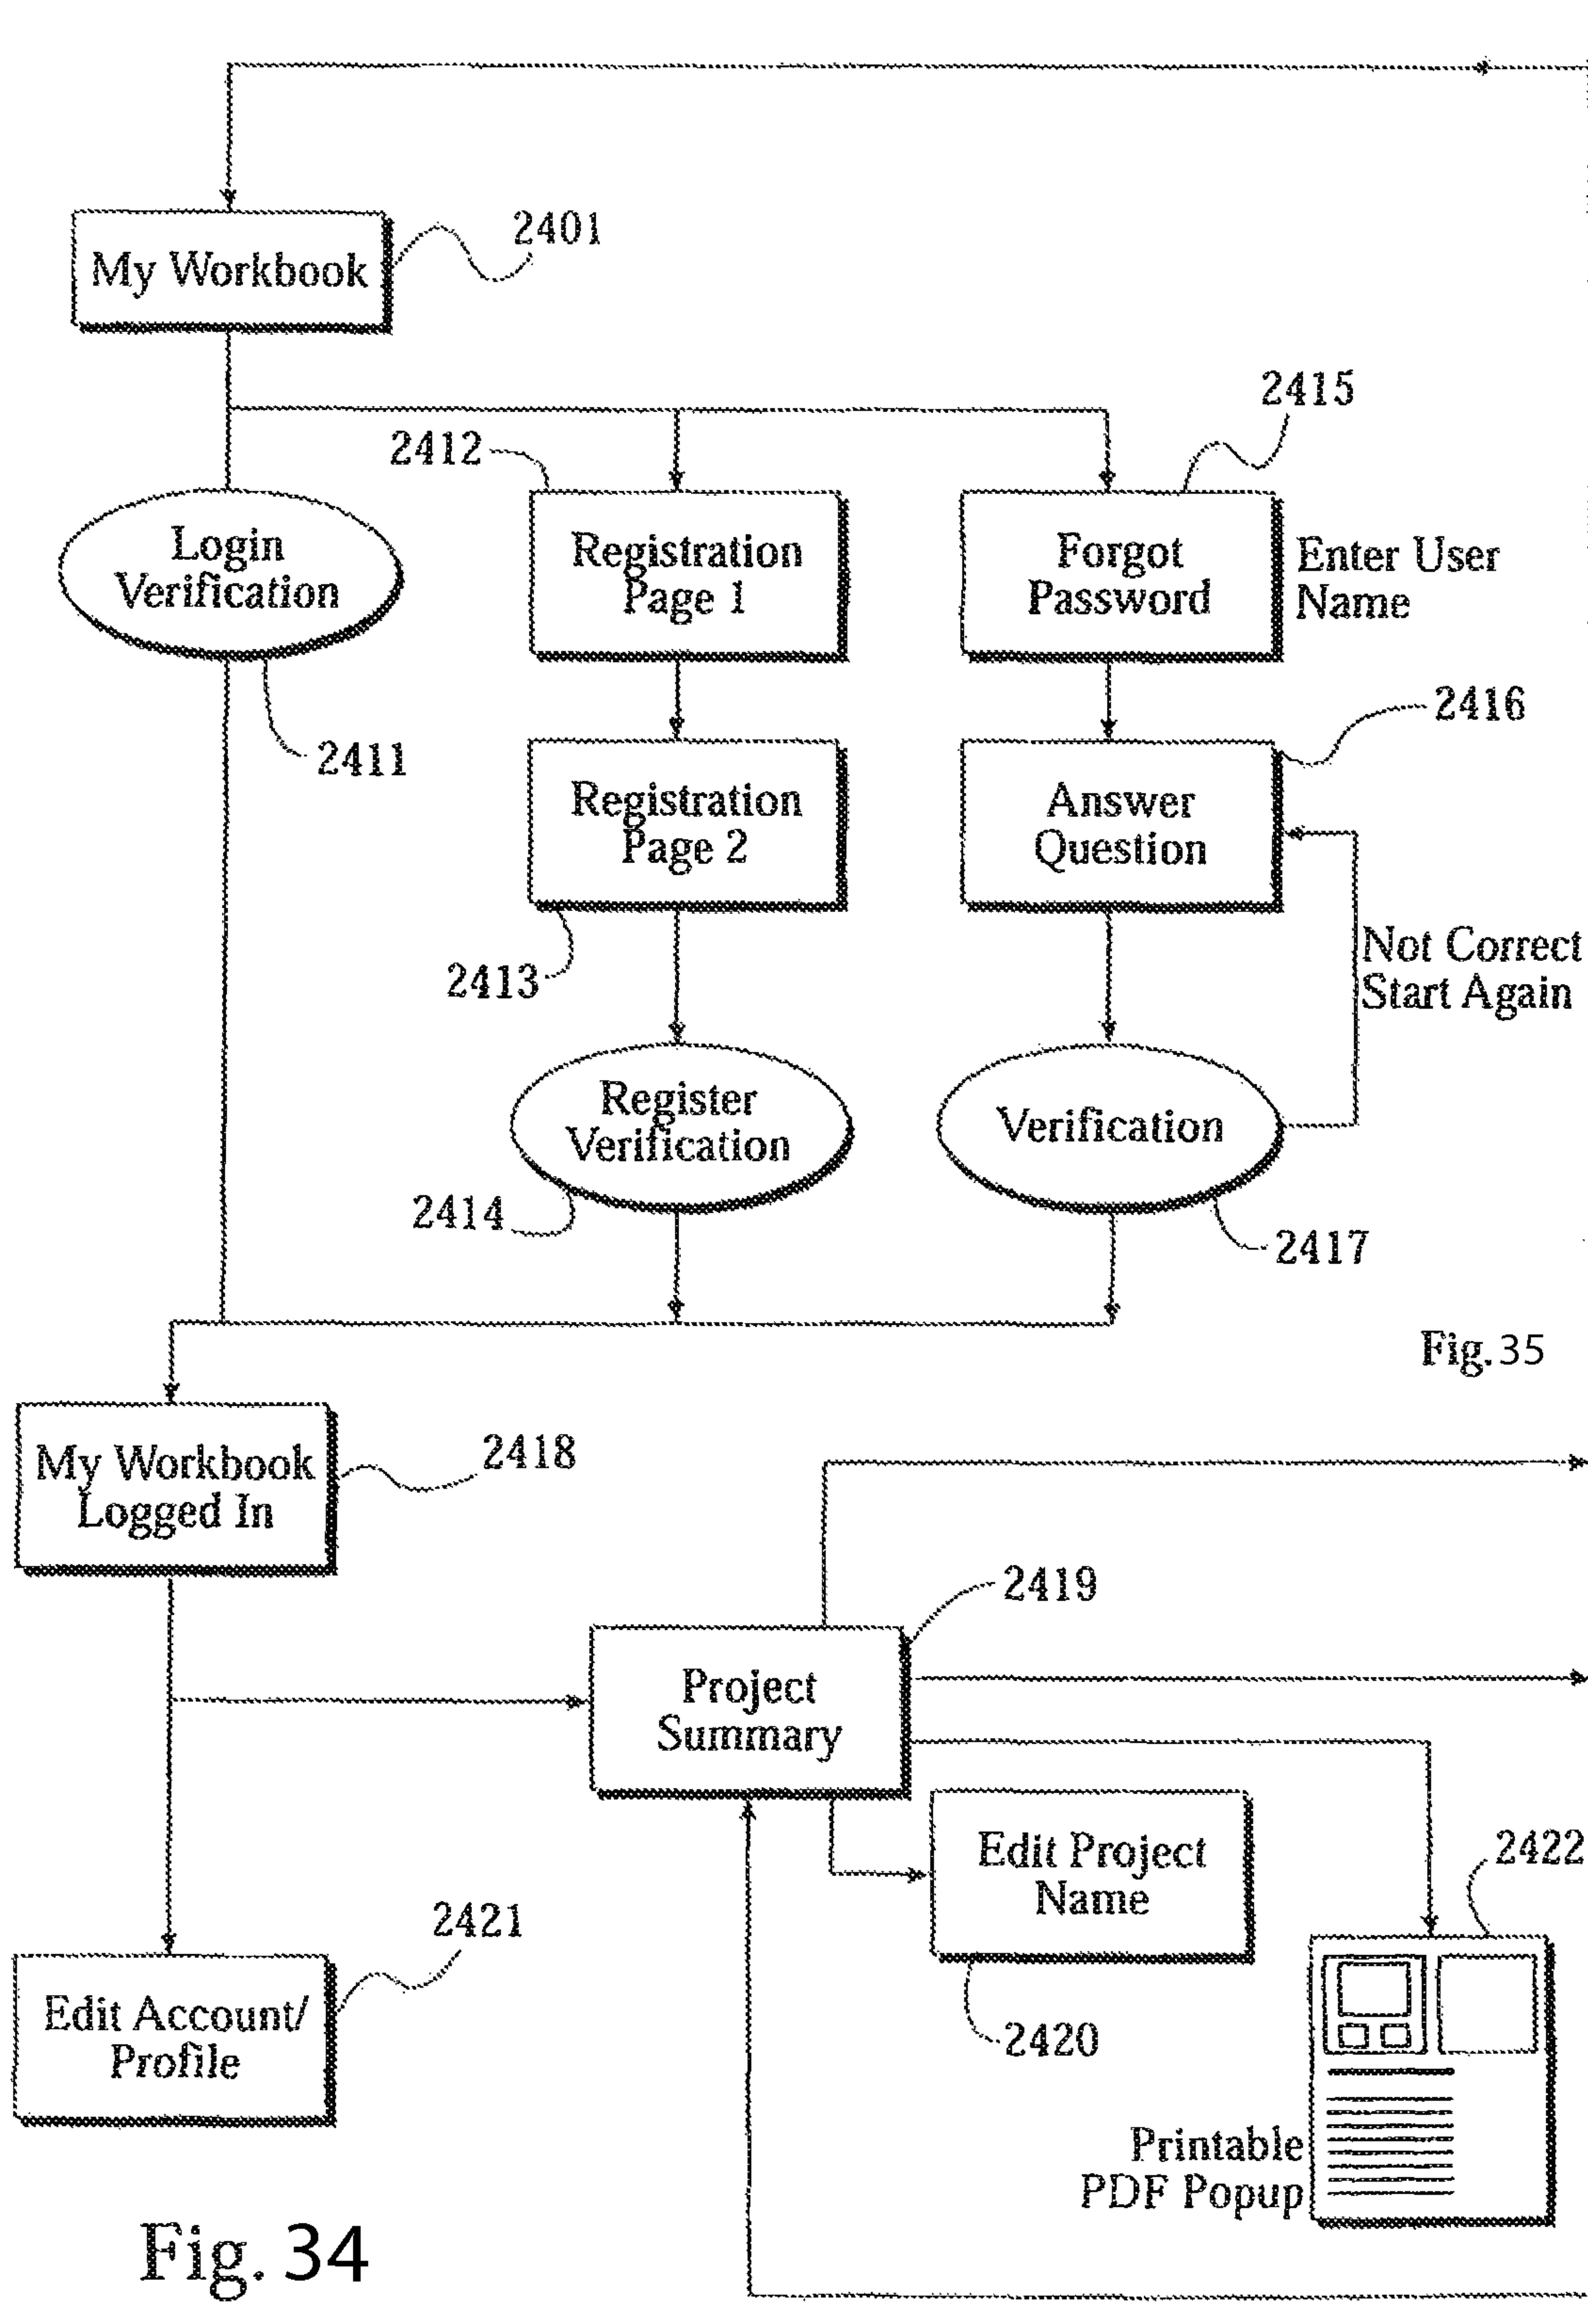 2401
My Workbook
2415
2412
Login
Verification
Registration
Page 1
Forgot
Password
Enter User
Name
2416
2411
Registration
Page 2
Answer
Question
2413
Not Correct
Start Again
Register
Verification
Verification
2414
2417
Fig. 35
My Workbook
Logged In
2418
2419
Project
Summary
Edit Project
Name
2422
2421
Edit Account/
Profile
2420
Printable
PDF Popup
Fig. 34